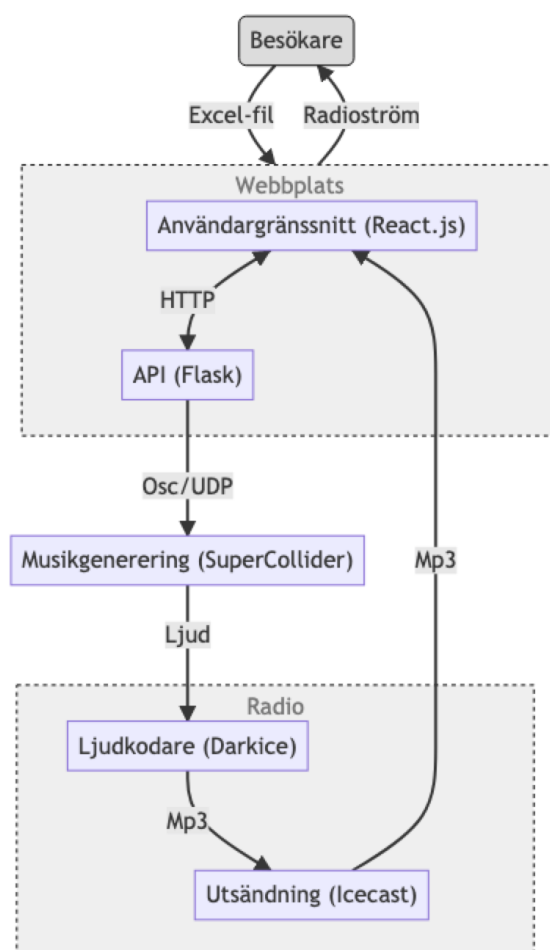 Besökare
Excel-fil
Radioström
Webbplats
Användargränssnitt (React.js)
HTTP
API (Flask)
Osc/UDP
Musikgenerering (SuperCollider)
Mp3
Ljud
Radio
Ljudkodare (Darkice)
Mp3
Utsändning (Icecast)